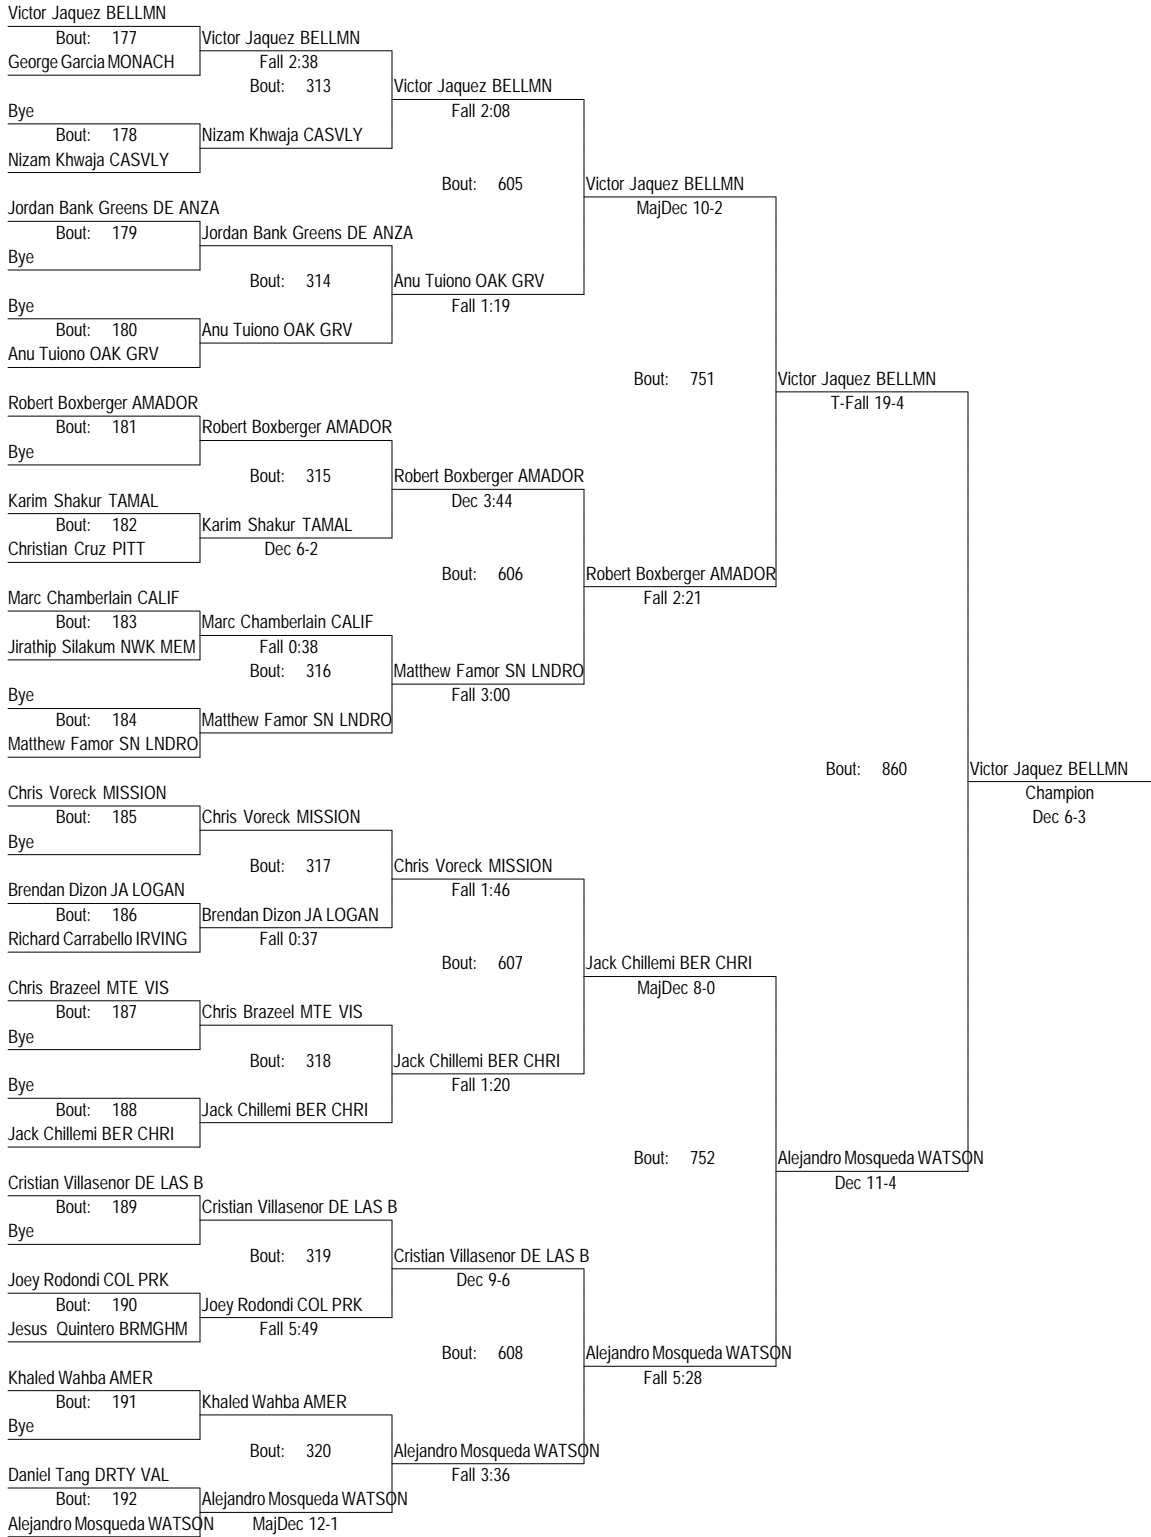 Victor Jaquez BELLMN
Bout: 177
Victor Jaquez BELLMN
George Garcia MONACH
Fall 2:38
Bout: 313
Victor Jaquez BELLMN
Bye
Fall 2:08
Bout: 178
Nizam Khwaja CASVLY
Nizam Khwaja CASVLY
Bout: 605
Victor Jaquez BELLMN
Jordan Bank Greens DE ANZA
MajDec 10-2
Bout: 179
Jordan Bank Greens DE ANZA
Bye
Bout: 314
Anu Tuiono OAK GRV
Bye
Fall 1:19
Bout: 180
Anu Tuiono OAK GRV
Anu Tuiono OAK GRV
Bout: 751
Victor Jaquez BELLMN
Robert Boxberger AMADOR
T-Fall 19-4
Bout: 181
Robert Boxberger AMADOR
Bye
Bout: 315
Robert Boxberger AMADOR
Karim Shakur TAMAL
Dec 3:44
Bout: 182
Karim Shakur TAMAL
Christian Cruz PITT
Dec 6-2
Bout: 606
Robert Boxberger AMADOR
Marc Chamberlain CALIF
Fall 2:21
Bout: 183
Marc Chamberlain CALIF
Jirathip Silakum NWK MEM
Fall 0:38
Bout: 316
Matthew Famor SN LNDRO
Bye
Fall 3:00
Bout: 184
Matthew Famor SN LNDRO
Matthew Famor SN LNDRO
Bout: 860
Victor Jaquez BELLMN
Chris Voreck MISSION
Champion
Bout: 185
Chris Voreck MISSION
Dec 6-3
Bye
Bout: 317
Chris Voreck MISSION
Brendan Dizon JA LOGAN
Fall 1:46
Bout: 186
Brendan Dizon JA LOGAN
Richard Carrabello IRVING
Fall 0:37
Bout: 607
Jack Chillemi BER CHRI
Chris Brazeel MTE VIS
MajDec 8-0
Bout: 187
Chris Brazeel MTE VIS
Bye
Bout: 318
Jack Chillemi BER CHRI
Bye
Fall 1:20
Bout: 188
Jack Chillemi BER CHRI
Jack Chillemi BER CHRI
Bout: 752
Alejandro Mosqueda WATSON
Cristian Villasenor DE LAS B
Dec 11-4
Bout: 189
Cristian Villasenor DE LAS B
Bye
Bout: 319
Cristian Villasenor DE LAS B
Joey Rodondi COL PRK
Dec 9-6
Bout: 190
Joey Rodondi COL PRK
Jesus Quintero BRMGHM
Fall 5:49
Bout: 608
Alejandro Mosqueda WATSON
Khaled Wahba AMER
Fall 5:28
Bout: 191
Khaled Wahba AMER
Bye
Bout: 320
Alejandro Mosqueda WATSON
Daniel Tang DRTY VAL
Fall 3:36
Bout: 192
Alejandro Mosqueda WATSON
Alejandro Mosqueda WATSON
MajDec 12-1